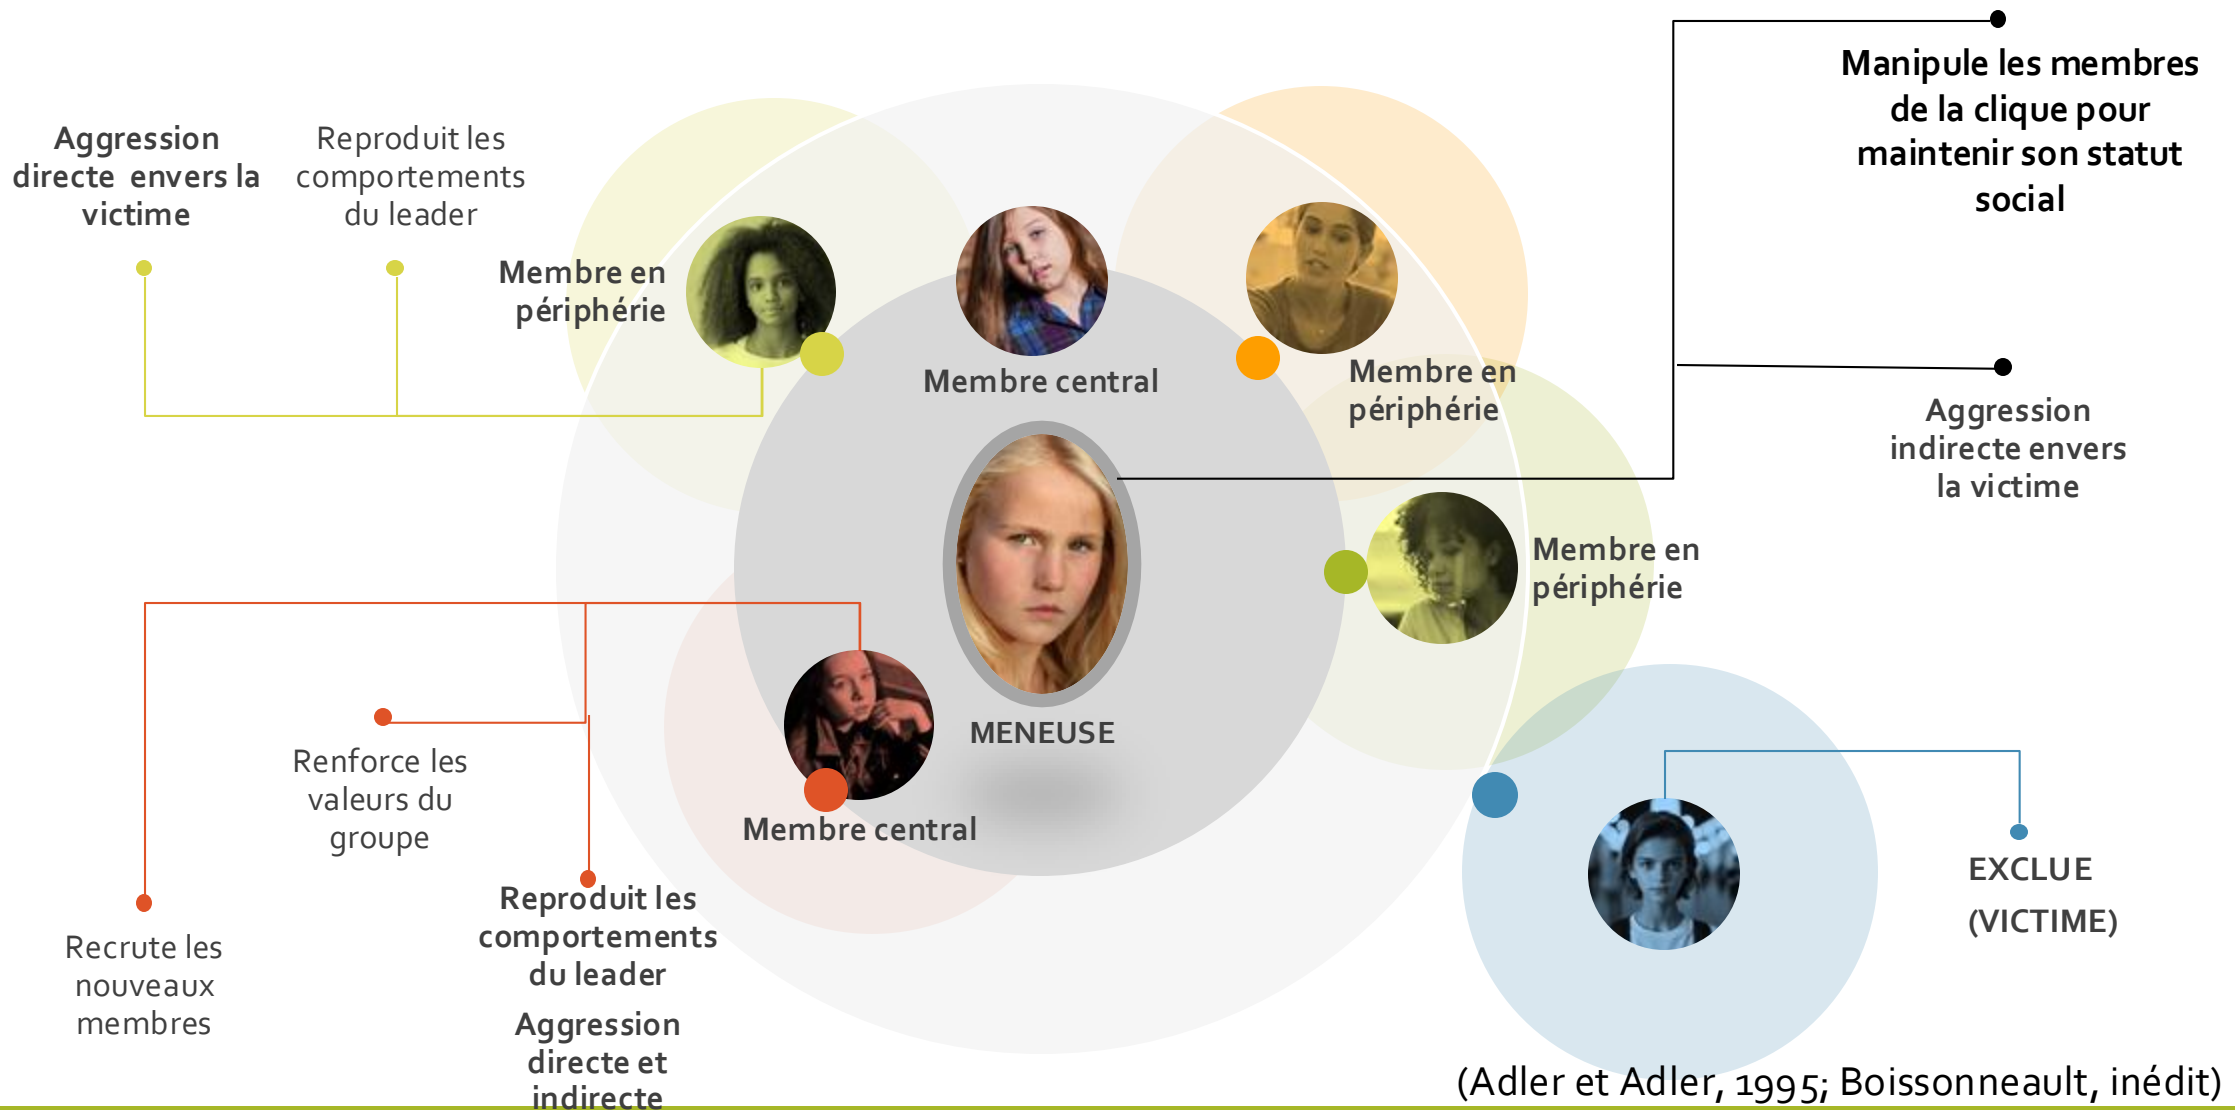 Aggression
directe envers la
victime
Reproduit les
comportements
du leader
Membre en
périphérie
Membre central
Membre en
périphérie
Manipule les membres
de la clique pour
maintenir son statut
social
Aggression
indirecte envers
la victime
Membre en
périphérie
MENEUSE
Membre central
Renforce les
valeurs du
groupe
Recrute les
nouveaux
membres
Reproduit les
comportements
du leader
Aggression
directe et
indirecte
EXCLUE
(VICTIME)
(Adler et Adler, 1995; Boissonneault, inédit)